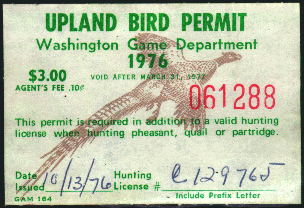 UPLAND BIRD PERMIT
Washington Game Department
1976
$3.00
VOID AFTER MARCH 31, 1977
AGENT'S FEE .10¢
061288
This permit is required in addition to a valid hunting
license when hunting pheasant, quail or partridge.
Date Issued 10/13/76 Hunting License # C129765
Include Prefix Letter
GAM 164